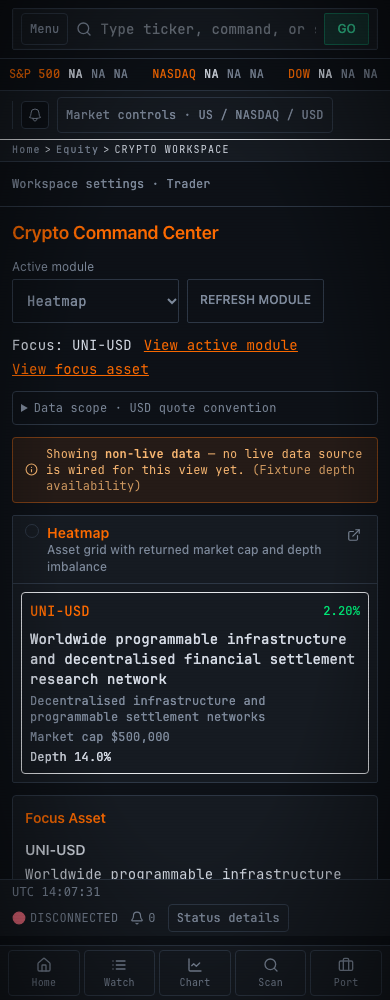 Menu
Type ticker, command, or
GO
S&P 500 NA NA NA NASDAQ NA NA NA DOW NA NA NA
Market controls · US / NASDAQ / USD
Home > Equity > CRYPTO WORKSPACE
Workspace settings · Trader
Crypto Command Center
Active module
Heatmap
REFRESH MODULE
Focus: UNI-USD View active module
View focus asset
Data scope · USD quote convention
Showing non-live data — no live data source
is wired for this view yet. (Fixture depth
availability)
Heatmap
Asset grid with returned market cap and depth
imbalance
UNI-USD 2.20%
Worldwide programmable infrastructure
and decentralised financial settlement
research network
Decentralised infrastructure and
programmable settlement networks
Market cap $500,000
Depth 14.0%
Focus Asset
UNI-USD
Worldwide programmable infrastructure
UTC 14:07:31
DISCONNECTED 0 Status details
Home Watch Chart Scan Port